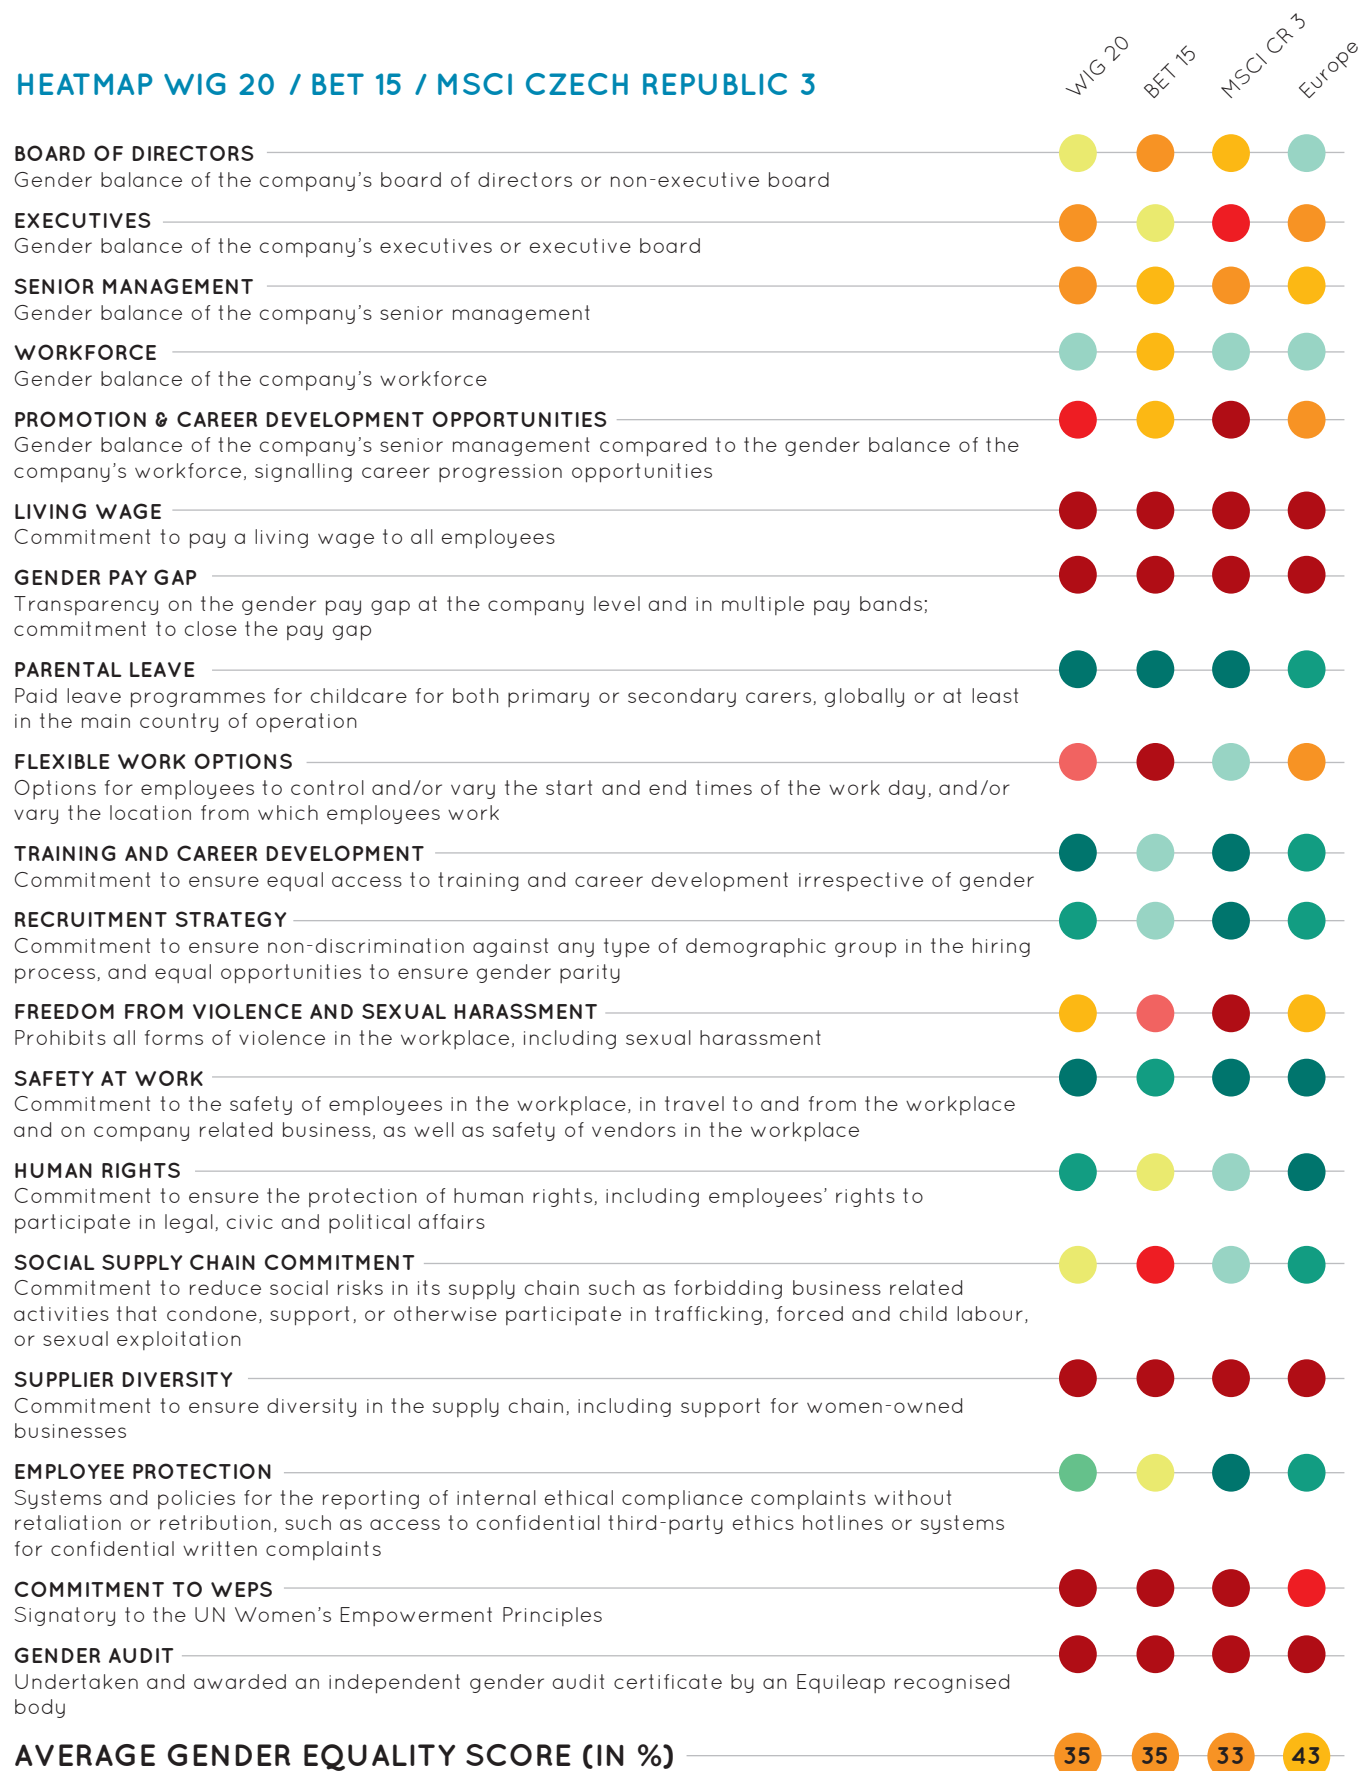 WIG 20
BET 15
MSCI CR 3
Europe
HEATMAP WIG 20 / BET 15 / MSCI CZECH REPUBLIC 3
BOARD OF DIRECTORS
Gender balance of the company's board of directors or non-executive board
EXECUTIVES
Gender balance of the company's executives or executive board
SENIOR MANAGEMENT
Gender balance of the company's senior management
WORKFORCE
Gender balance of the company's workforce
PROMOTION & CAREER DEVELOPMENT OPPORTUNITIES
Gender balance of the company's senior management compared to the gender balance of the
company's workforce, signalling career progression opportunities
LIVING WAGE
Commitment to pay a living wage to all employees
GENDER PAY GAP
Transparency on the gender pay gap at the company level and in multiple pay bands;
commitment to close the pay gap
PARENTAL LEAVE
Paid leave programmes for childcare for both primary or secondary carers, globally or at least
in the main country of operation
FLEXIBLE WORK OPTIONS
Options for employees to control and/or vary the start and end times of the work day, and/or
vary the location from which employees work
TRAINING AND CAREER DEVELOPMENT
Commitment to ensure equal access to training and career development irrespective of gender
RECRUITMENT STRATEGY
Commitment to ensure non-discrimination against any type of demographic group in the hiring
process, and equal opportunities to ensure gender parity
FREEDOM FROM VIOLENCE AND SEXUAL HARASSMENT
Prohibits all forms of violence in the workplace, including sexual harassment
SAFETY AT WORK
Commitment to the safety of employees in the workplace, in travel to and from the workplace
and on company related business, as well as safety of vendors in the workplace
HUMAN RIGHTS
Commitment to ensure the protection of human rights, including employees' rights to
participate in legal, civic and political affairs
SOCIAL SUPPLY CHAIN COMMITMENT
Commitment to reduce social risks in its supply chain such as forbidding business related
activities that condone, support, or otherwise participate in trafficking, forced and child labour,
or sexual exploitation
SUPPLIER DIVERSITY
Commitment to ensure diversity in the supply chain, including support for women-owned
businesses
EMPLOYEE PROTECTION
Systems and policies for the reporting of internal ethical compliance complaints without
retaliation or retribution, such as access to confidential third-party ethics hotlines or systems
for confidential written complaints
COMMITMENT TO WEPS
Signatory to the UN Women's Empowerment Principles
GENDER AUDIT
Undertaken and awarded an independent gender audit certificate by an Equileap recognised
body
AVERAGE GENDER EQUALITY SCORE (IN %) 35 35 33 43